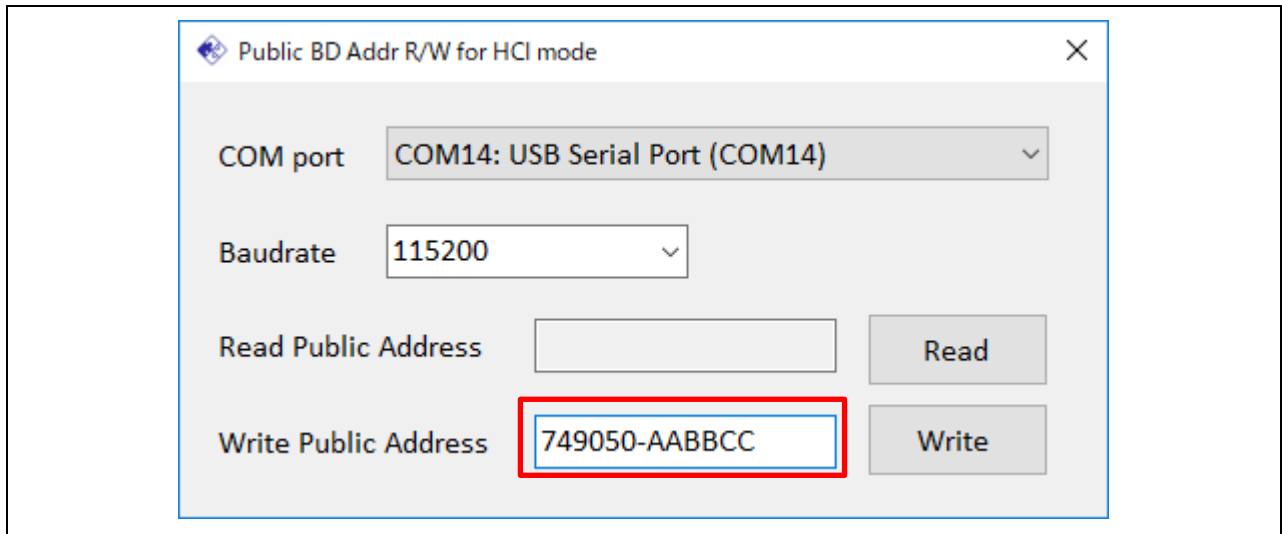 Public BD Addr R/W for HCI mode
COM port COM14: USB Serial Port (COM14)
Baudrate 115200
Read Public Address Read
Write Public Address 749050-AABBCC Write